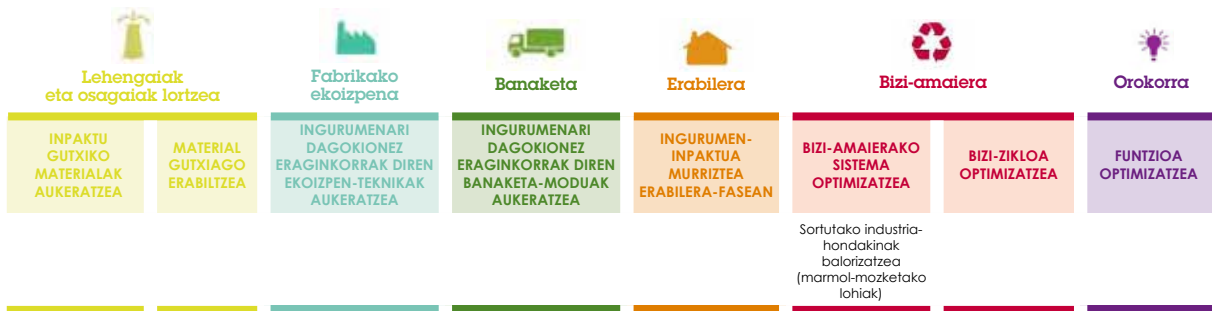 Lehengaiak
eta osagaiak lortzea
Fabrikako
ekoizpena
Banaketa
Erabilera
Bizi-amaiera
Orokorra
INPAKTU
GUTXIKO
MATERIALAK
AUKERATZEA
MATERIAL
GUTXIAGO
ERABILTZEA
INGURUMENARI
DAGOKIONEZ
ERAGINKORRAK DIREN
EKOIZPEN-TEKNIKAK
AUKERATZEA
INGURUMENARI
DAGOKIONEZ
ERAGINKORRAK DIREN
BANAKETA-MODUAK
AUKERATZEA
INGURUMEN-
INPAKTUA
MURRIZTEA
ERABILERA-FASEAN
BIZI-AMAIERAKO
SISTEMA
OPTIMIZATZEA
BIZI-ZIKLOA
OPTIMIZATZEA
FUNTZIOA
OPTIMIZATZEA
Sortutako industria-
hondakinak
balorizatzea
(marmol-mozketako
lohiak)